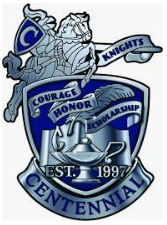 C
KNIGHTS
COURAGE
HONOR
SCHOLARSHIP
EST. 1997
CENTENNIAL